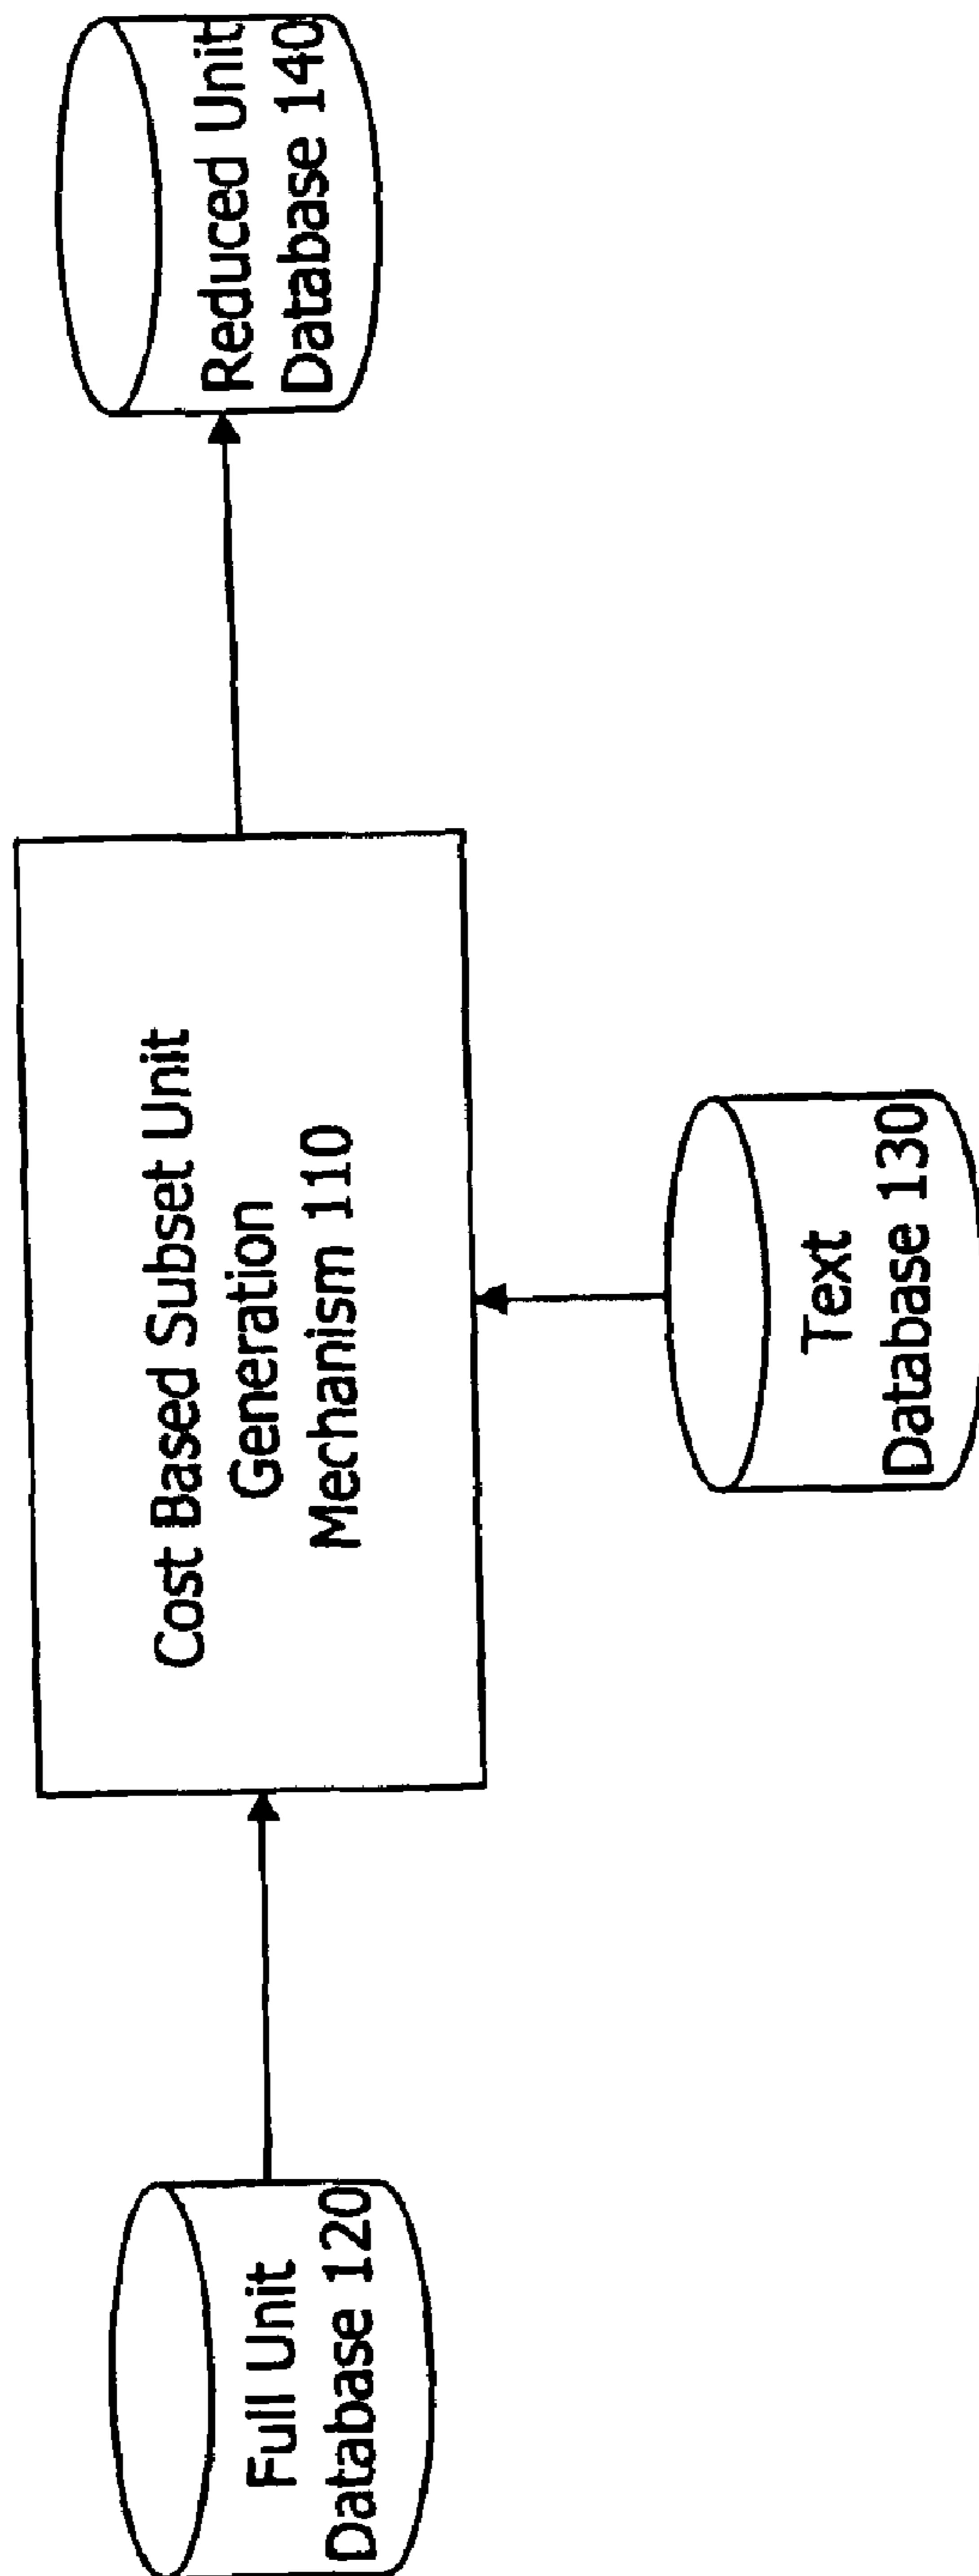 Full Unit
Database 120
Cost Based Subset Unit
Generation
Mechanism 110
Text
Database 130
Reduced Unit
Database 140